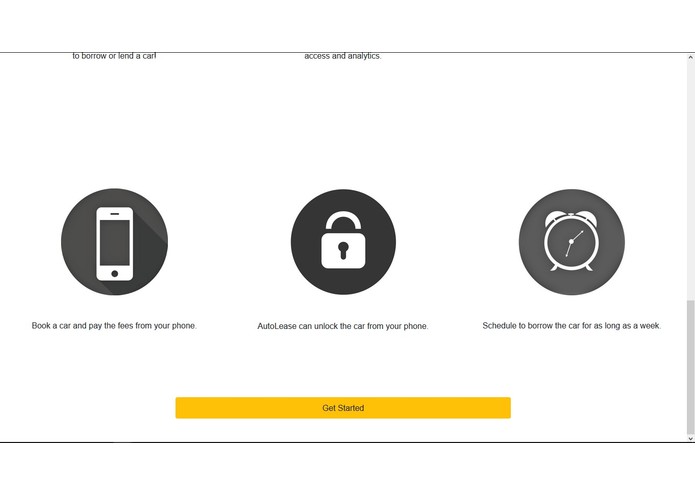 to borrow or lend a car!
access and analytics.
Book a car and pay the fees from your phone.
AutoLease can unlock the car from your phone.
Schedule to borrow the car for as long as a week.
Get Started